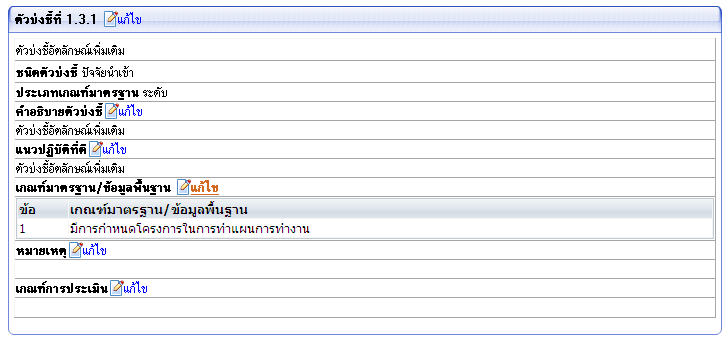 ตัวบ่งชี้ที่ 1.3.1 แก้ไข
ตัวบ่งชี้อัตลักษณ์เพิ่มเติม
ชนิดตัวบ่งชี้ ปัจจัยนำเข้า
ประเภทเกณฑ์มาตรฐาน ระดับ
คำอธิบายตัวบ่งชี้ แก้ไข
ตัวบ่งชี้อัตลักษณ์เพิ่มเติม
แนวปฏิบัติที่ดี แก้ไข
ตัวบ่งชี้อัตลักษณ์เพิ่มเติม
เกณฑ์มาตรฐาน/ข้อมูลพื้นฐาน แก้ไข
ข้อ เกณฑ์มาตรฐาน/ข้อมูลพื้นฐาน
1 มีการกำหนดโครงการในการทำแผนการทำงาน
หมายเหตุ แก้ไข
เกณฑ์การประเมิน แก้ไข